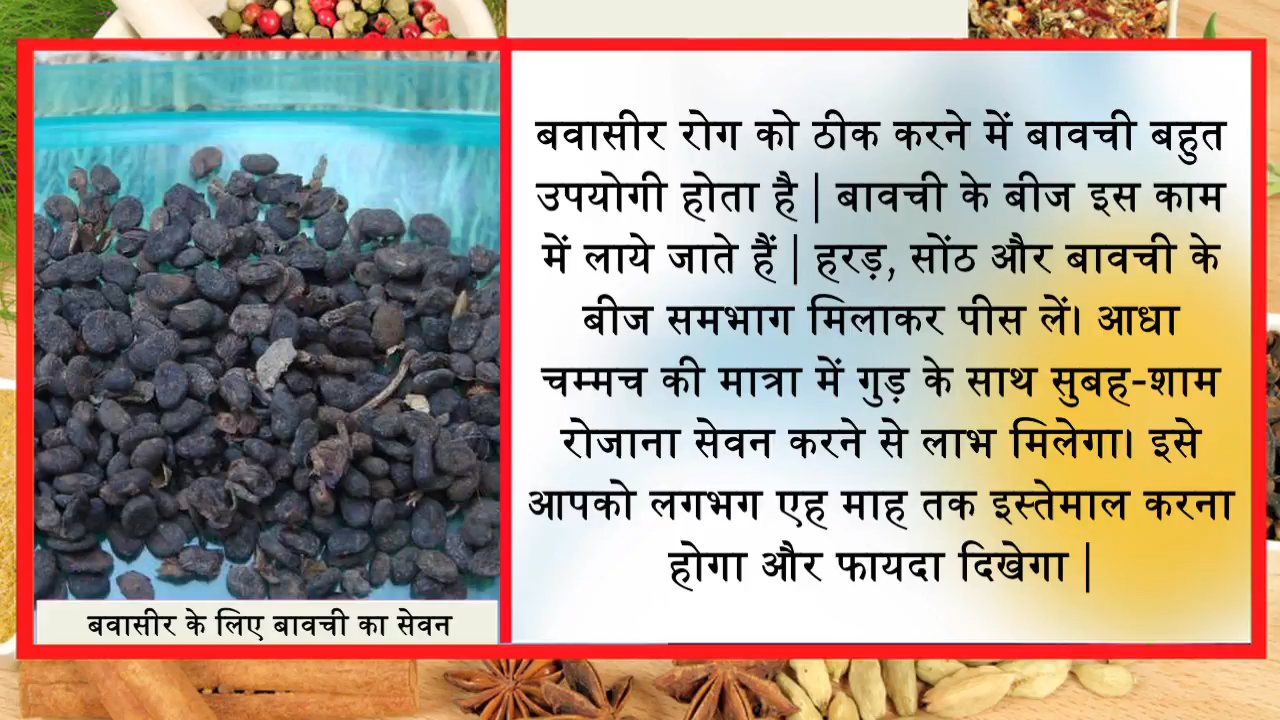 बवासीर रोग को ठीक करने में बावची बहुत
उपयोगी होता है | बावची के बीज इस काम
में लाये जाते हैं | हरड़, सोंठ और बावची के
बीज समभाग मिलाकर पीस लें। आधा
चम्मच की मात्रा में गुड़ के साथ सुबह-शाम
रोजाना सेवन करने से लाभ मिलेगा। इसे
आपको लगभग एह माह तक इस्तेमाल करना
होगा और फायदा दिखेगा |
बवासीर के लिए बावची का सेवन